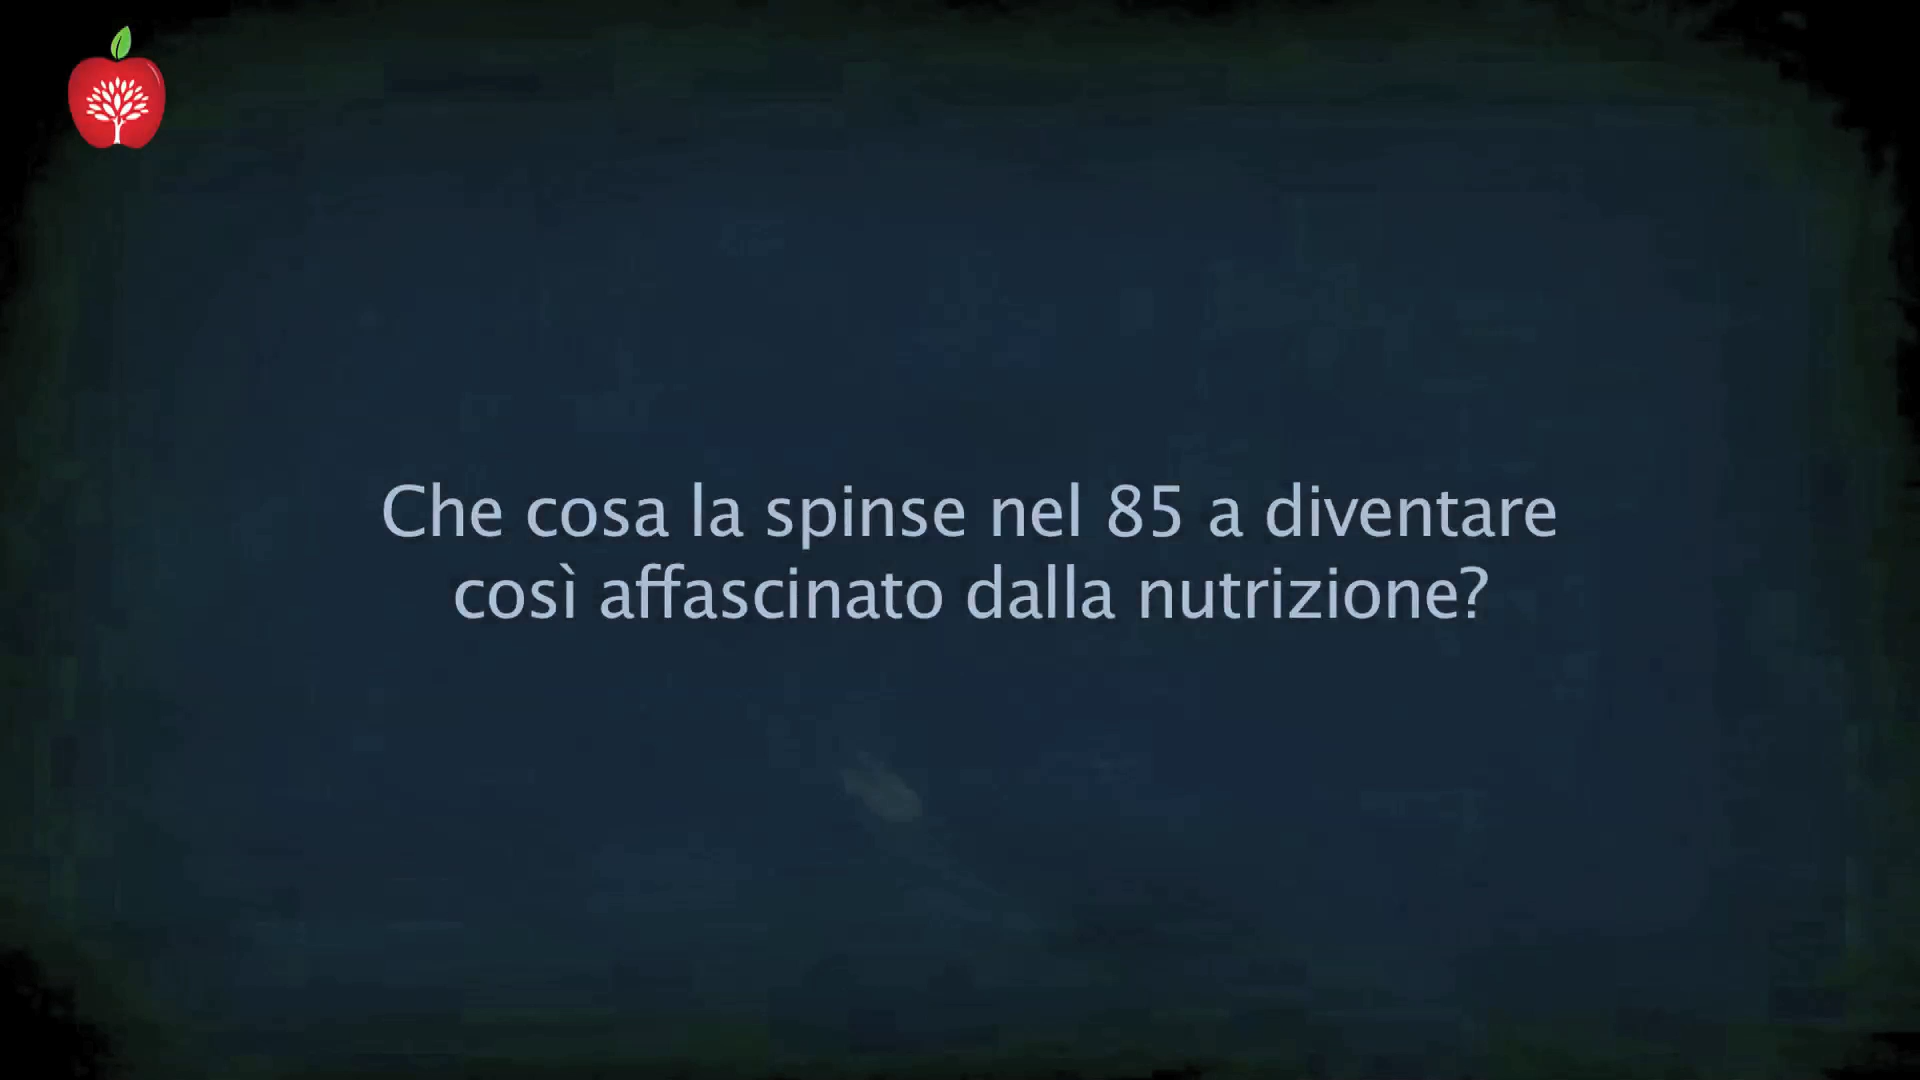 Che cosa la spinse nel 85 a diventare
così affascinato dalla nutrizione?